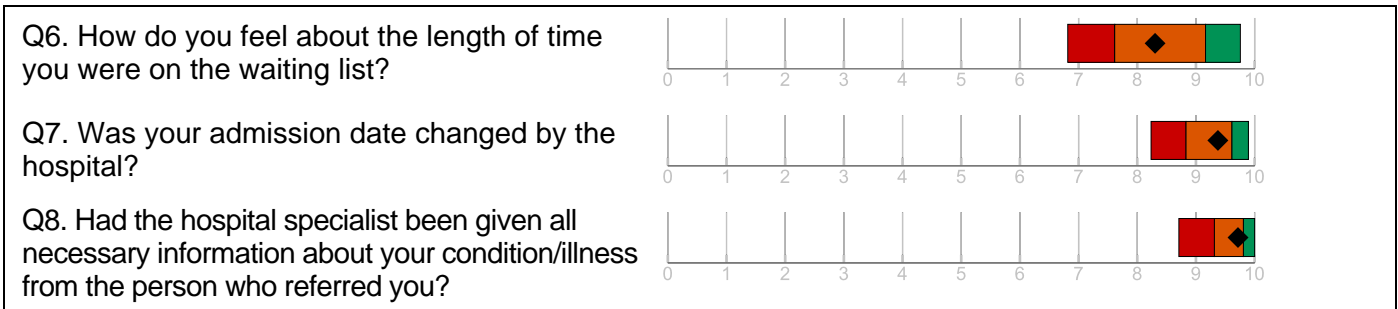 Q6. How do you feel about the length of time
you were on the waiting list?
0 1 2 3 4 5 6 7 8 9 10
Q7. Was your admission date changed by the
hospital?
0 1 2 3 4 5 6 7 8 9 10
Q8. Had the hospital specialist been given all
necessary information about your condition/illness
from the person who referred you?
0 1 2 3 4 5 6 7 8 9 10